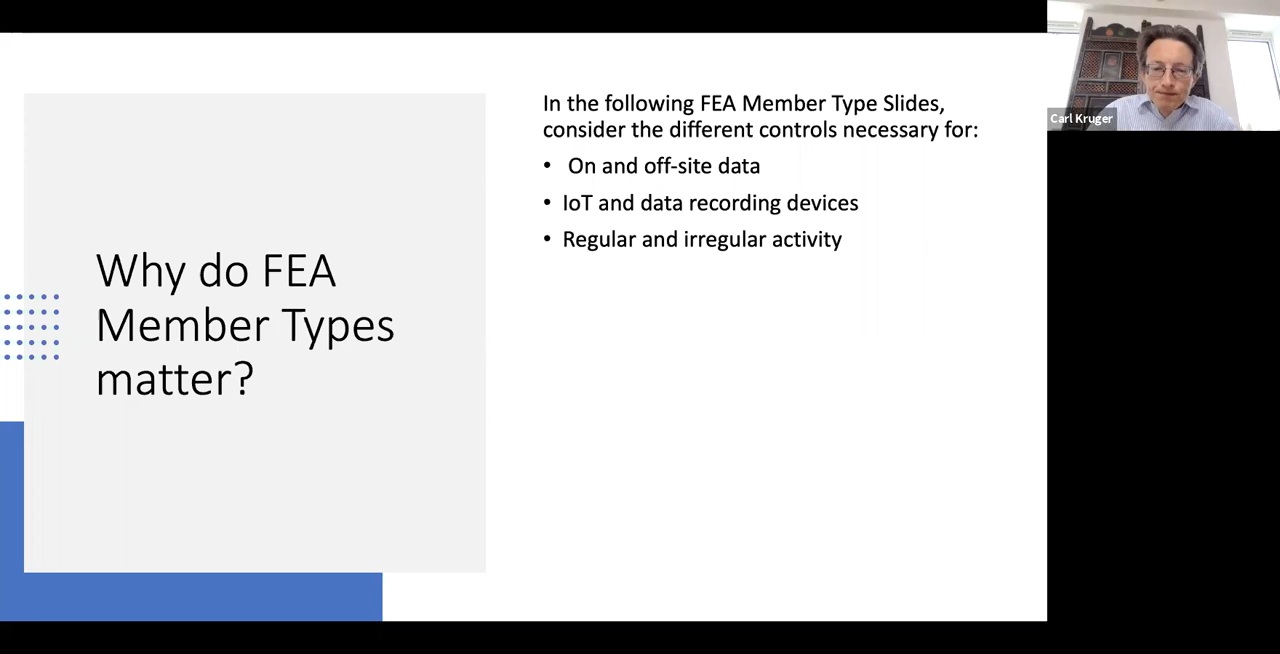 Why do FEA
Member Types
matter?
In the following FEA Member Type Slides,
consider the different controls necessary for:
• On and off-site data
• IoT and data recording devices
• Regular and irregular activity
Carl Kruger